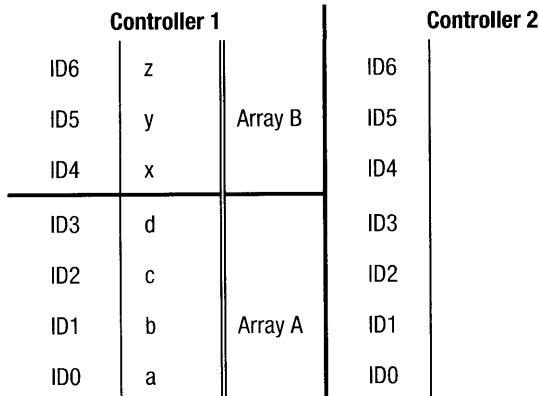 Controller 1 Controller 2
ID6 z ID6
ID5 y Array B ID5
ID4 x ID4
ID3 d ID3
ID2 c ID2
ID1 b Array A ID1
ID0 a ID0